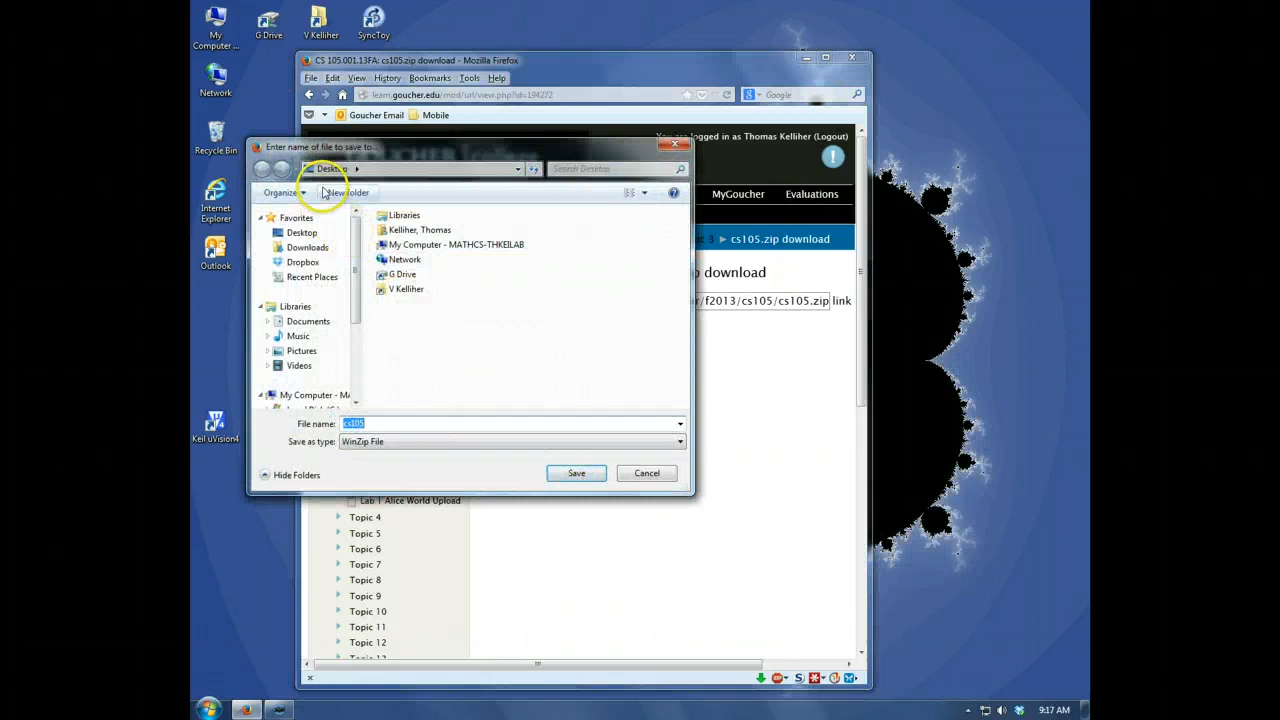 My Computer ...
G Drive
V Kelliher
SyncToy
Network
Recycle Bin
Internet Explorer
Outlook
Keil uVision4
CS 105.001.13FA: cs105.zip download - Mozilla Firefox
File Edit View History Bookmarks Tools Help
learn.goucher.edu/mod/url/view.php?id=194272
Google
Goucher Email Mobile
You are logged in as Thomas Kelliher (Logout)
MyGoucher Evaluations
cs105.zip download
download
/f2013/cs105/cs105.zip link
Enter name of file to save to...
Desktop
Search Desktop
Organize New folder
Favorites
Desktop
Downloads
Dropbox
Recent Places
Libraries
Documents
Music
Pictures
Videos
My Computer - MA
Libraries
Kelliher, Thomas
My Computer - MATHCS-THKEILAB
Network
G Drive
V Kelliher
File name: cs105
Save as type: WinZip File
Hide Folders
Save Cancel
Lab 1 Alice World Upload
Topic 4
Topic 5
Topic 6
Topic 7
Topic 8
Topic 9
Topic 10
Topic 11
Topic 12
9:17 AM